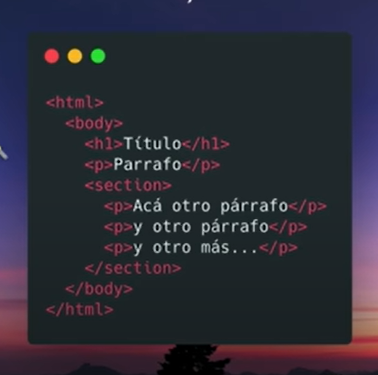 <html>
<body>
<h1>Título</h1>
<p>Parrafo</p>
<section>
<p>Acá otro párrafo</p>
<p>y otro párrafo</p>
<p>y otro más...</p>
</section>
</body>
</html>